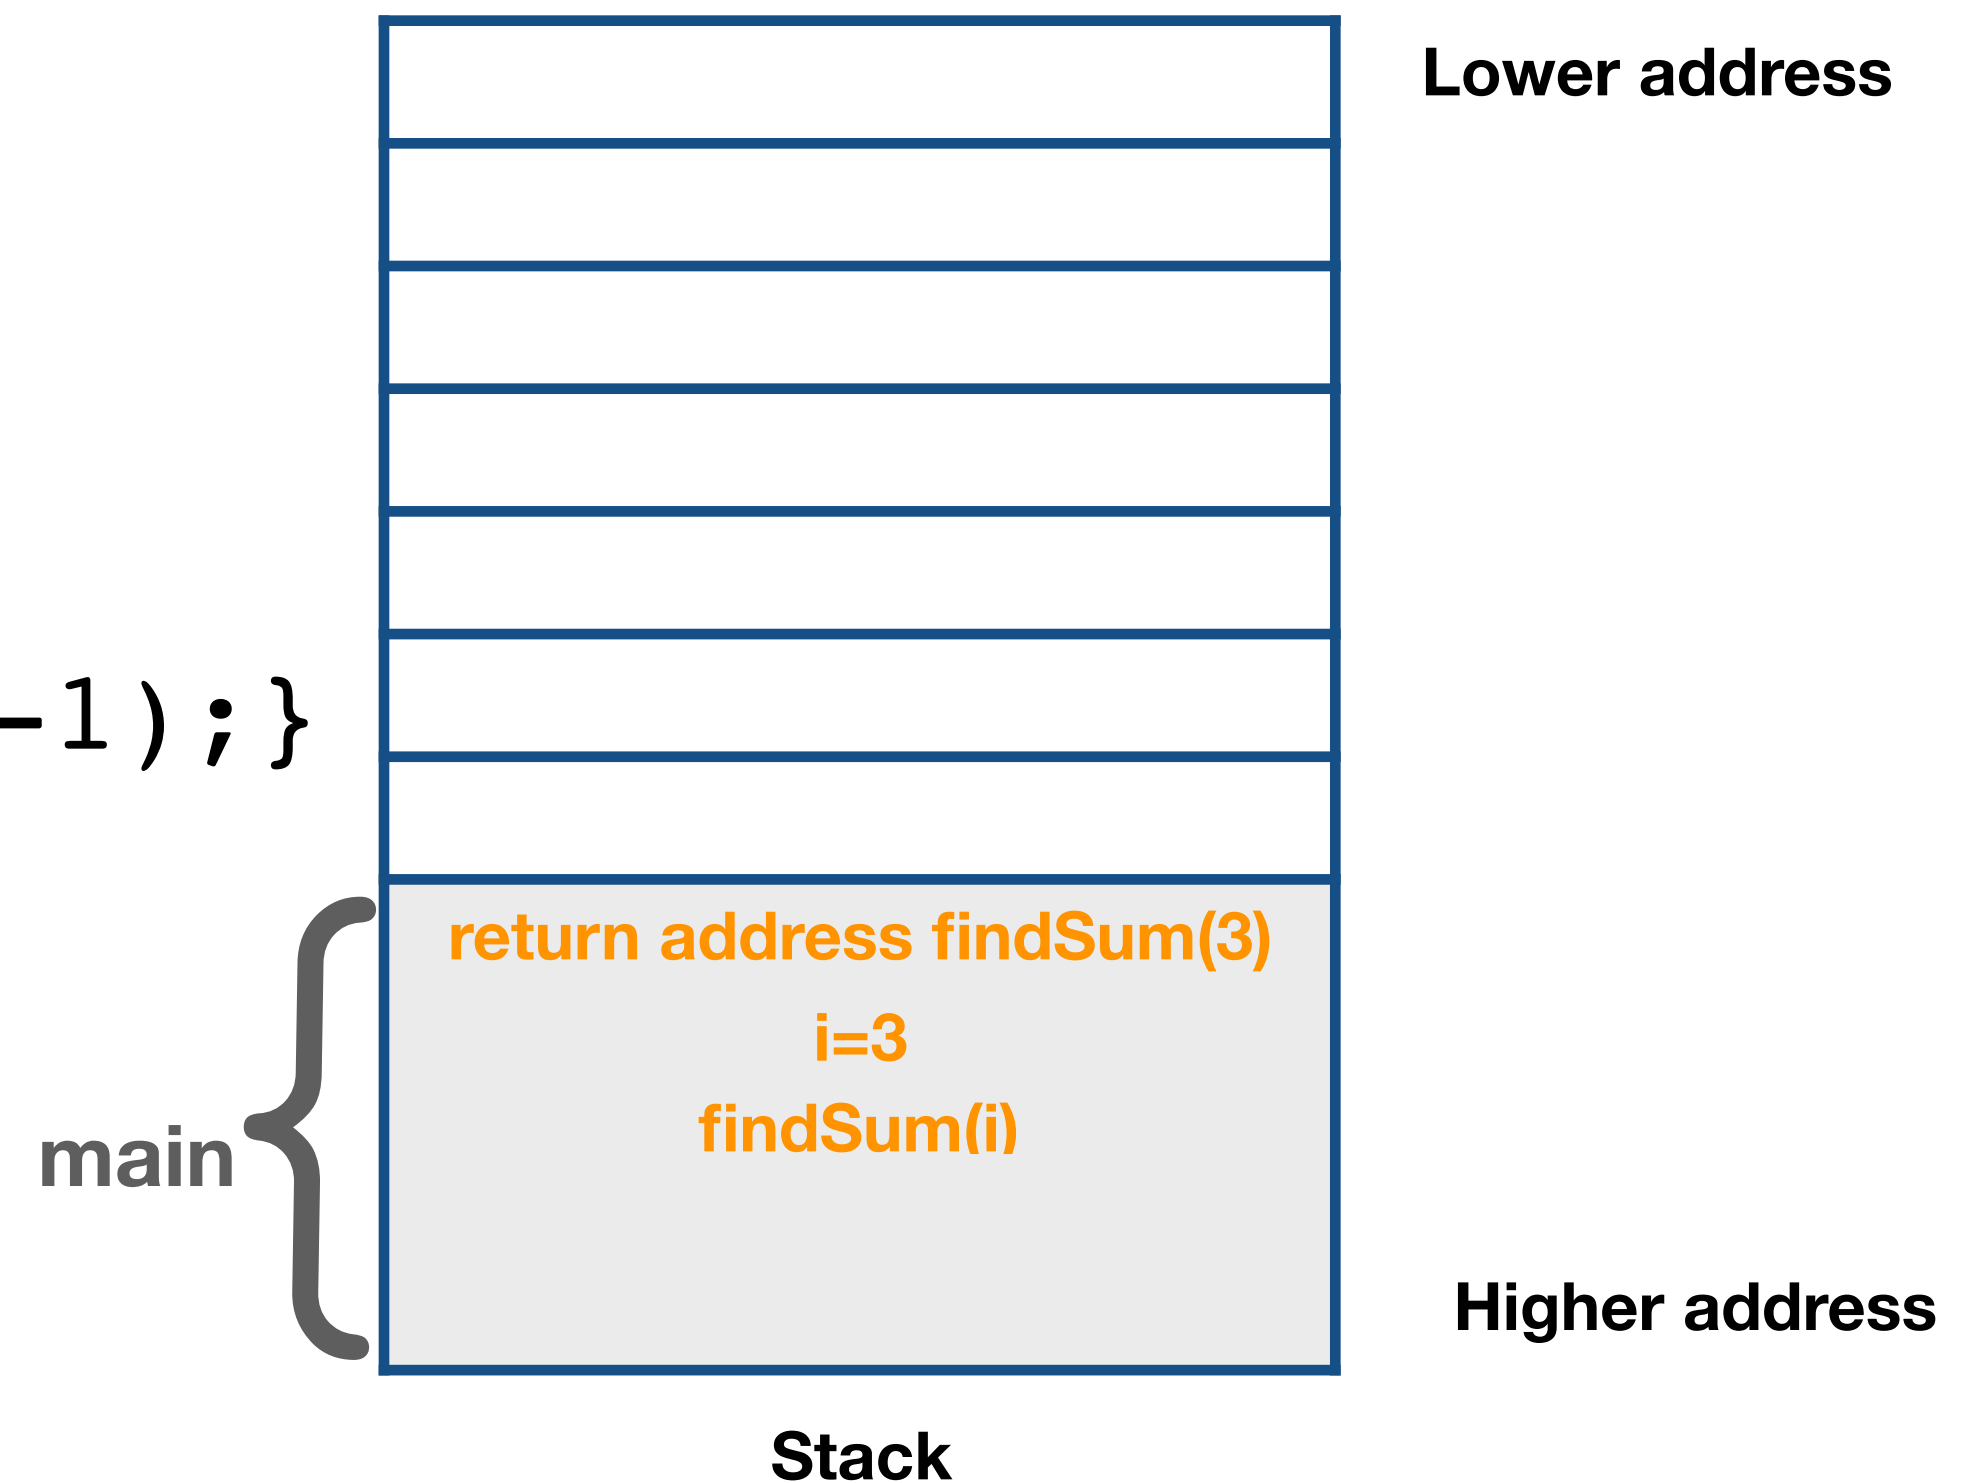 Lower address
-1);}
return address findSum(3)
i=3
findSum(i)
main
Higher address
Stack